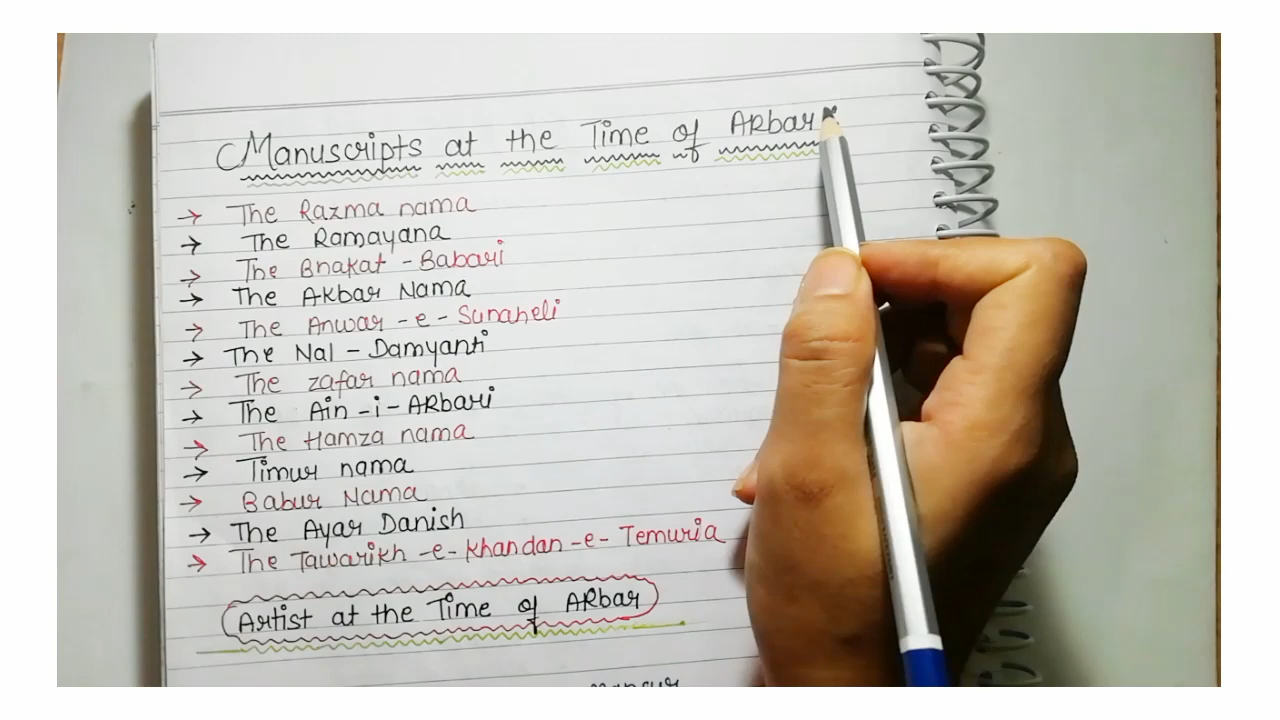 Manuscripts at the Time of Akbar
→ The Razma nama
→ The Ramayana
→ The Bhakat - Babari
→ The Akbar Nama
→ The Anwar - e - Sunaheli
→ The Nal - Damyanti
→ The zafar nama
→ The Ain - i - Akbari
→ The Hamza nama
→ Timur nama
→ Babur Nama
→ The Ayar Danish
→ The Tawarikh - e - Khandan - e - Temuria
Artist at the Time of Akbar